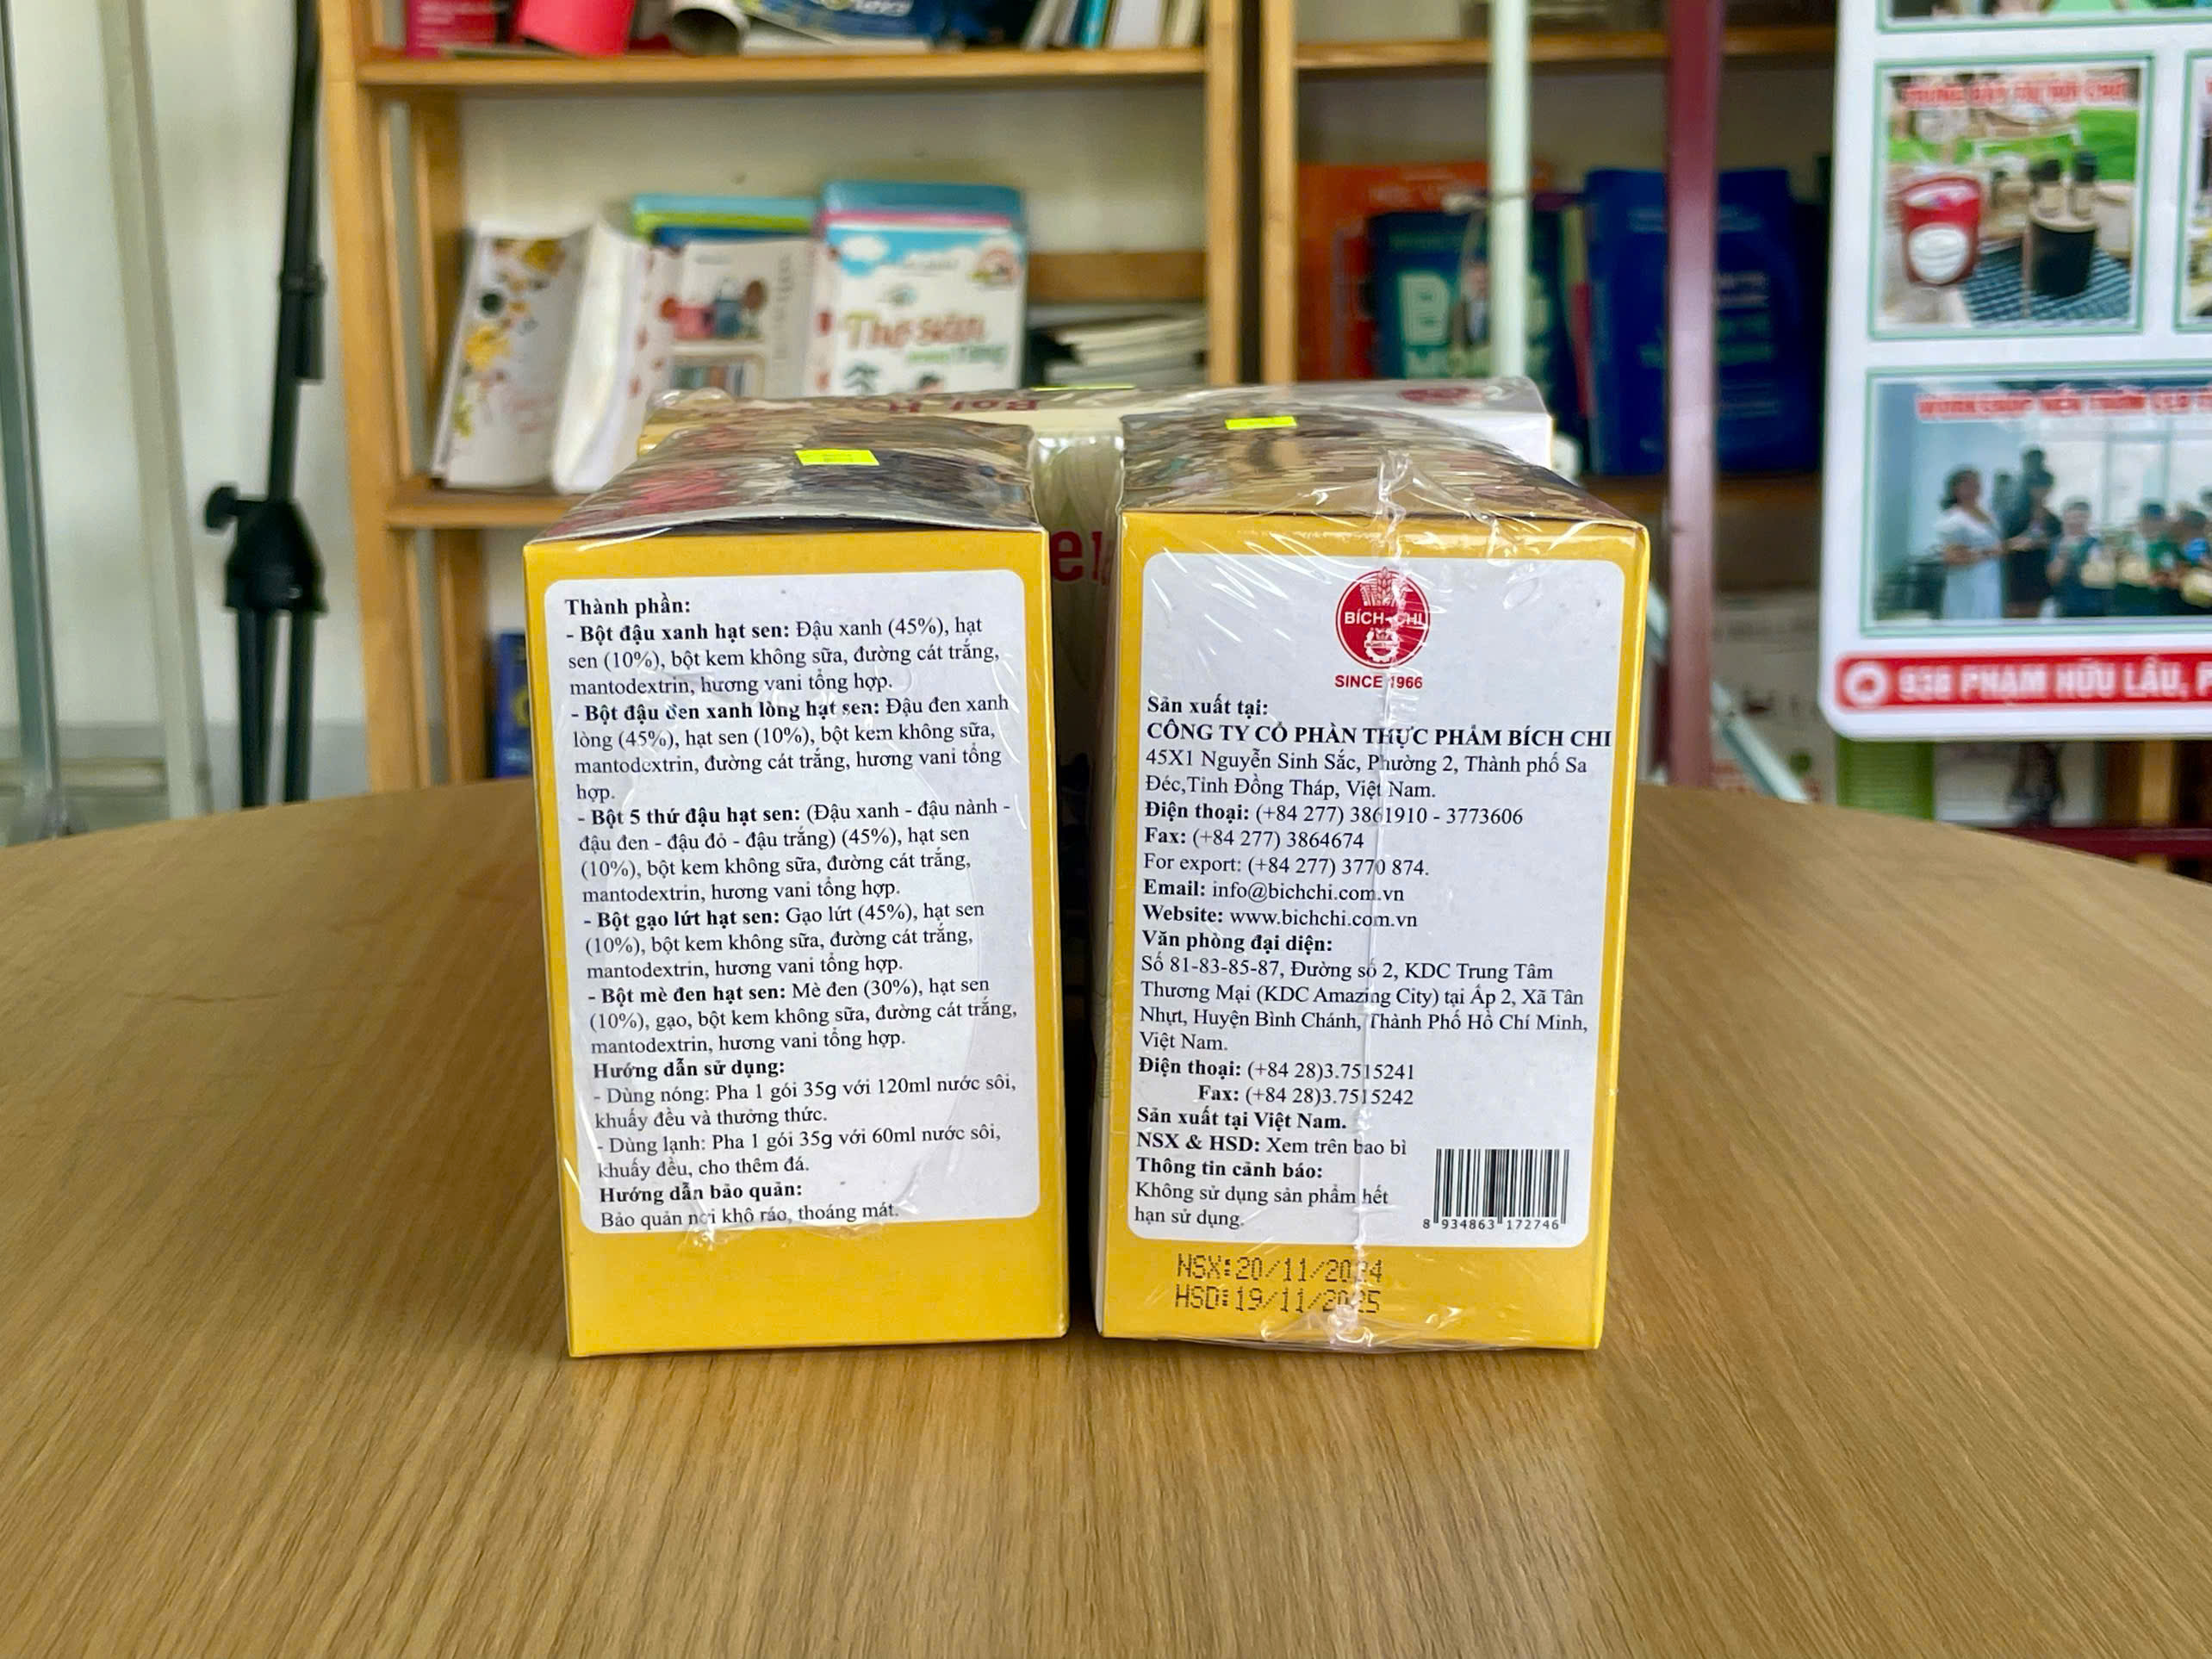 Thợ săn
BIG
MONEY
WORKSHOP
938 PHẠM HỮU LẦU, P
Thành phần:
- Bột đậu xanh hạt sen: Đậu xanh (45%), hạt
sen (10%), bột kem không sữa, đường cát trắng,
mantodextrin, hương vani tổng hợp.
- Bột đậu đen xanh lòng hạt sen: Đậu đen xanh
lòng (45%), hạt sen (10%), bột kem không sữa,
mantodextrin, đường cát trắng, hương vani tổng
hợp.
- Bột 5 thứ đậu hạt sen: (Đậu xanh - đậu nành -
đậu đen - đậu đỏ - đậu trắng) (45%), hạt sen
(10%), bột kem không sữa, đường cát trắng,
mantodextrin, hương vani tổng hợp.
- Bột gạo lứt hạt sen: Gạo lứt (45%), hạt sen
(10%), bột kem không sữa, đường cát trắng,
mantodextrin, hương vani tổng hợp.
- Bột mè đen hạt sen: Mè đen (30%), hạt sen
(10%), gạo, bột kem không sữa, đường cát trắng,
mantodextrin, hương vani tổng hợp.
Hướng dẫn sử dụng:
- Dùng nóng: Pha 1 gói 35g với 120ml nước sôi,
khuấy đều và thưởng thức.
- Dùng lạnh: Pha 1 gói 35g với 60ml nước sôi,
khuấy đều, cho thêm đá.
Hướng dẫn bảo quản:
Bảo quản nơi khô ráo, thoáng mát.
BÍCH-CHI
SINCE 1966
Sản xuất tại:
CÔNG TY CỔ PHẦN THỰC PHẨM BÍCH CHI
45X1 Nguyễn Sinh Sắc, Phường 2, Thành phố Sa
Đéc,Tỉnh Đồng Tháp, Việt Nam.
Điện thoại: (+84 277) 3861910 - 3773606
Fax: (+84 277) 3864674
For export: (+84 277) 3770 874.
Email: info@bichchi.com.vn
Website: www.bichchi.com.vn
Văn phòng đại diện:
Số 81-83-85-87, Đường số 2, KDC Trung Tâm
Thương Mại (KDC Amazing City) tại Ấp 2, Xã Tân
Nhựt, Huyện Bình Chánh, Thành Phố Hồ Chí Minh,
Việt Nam.
Điện thoại: (+84 28)3.7515241
Fax: (+84 28)3.7515242
Sản xuất tại Việt Nam.
NSX & HSD: Xem trên bao bì
Thông tin cảnh báo:
Không sử dụng sản phẩm hết
hạn sử dụng.
8 934863 172746
NSX:20/11/2024
HSD:19/11/2025